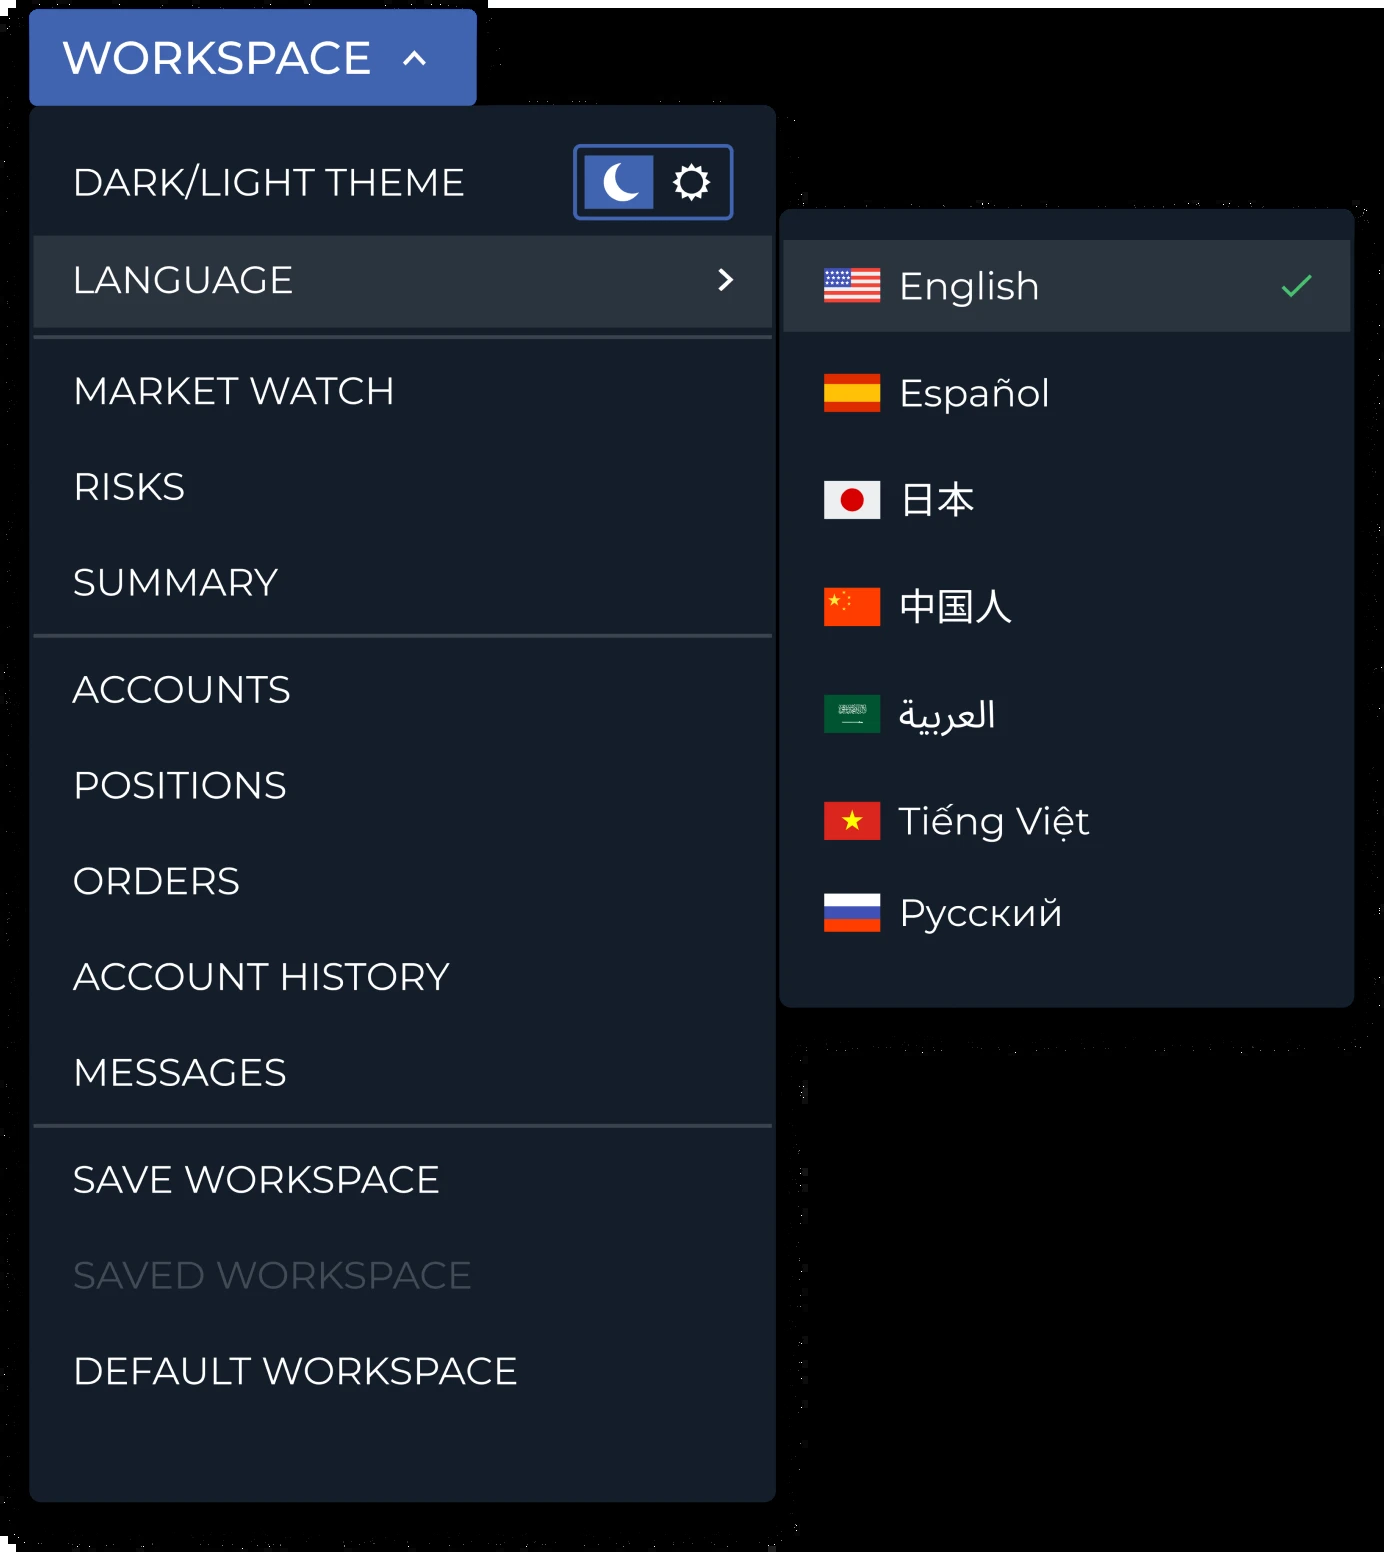 WORKSPACE
DARK/LIGHT THEME
LANGUAGE
MARKET WATCH
RISKS
SUMMARY
ACCOUNTS
POSITIONS
ORDERS
ACCOUNT HISTORY
MESSAGES
SAVE WORKSPACE
SAVED WORKSPACE
DEFAULT WORKSPACE
English
Español
日本
中国人
العربية
Tiếng Việt
Русский